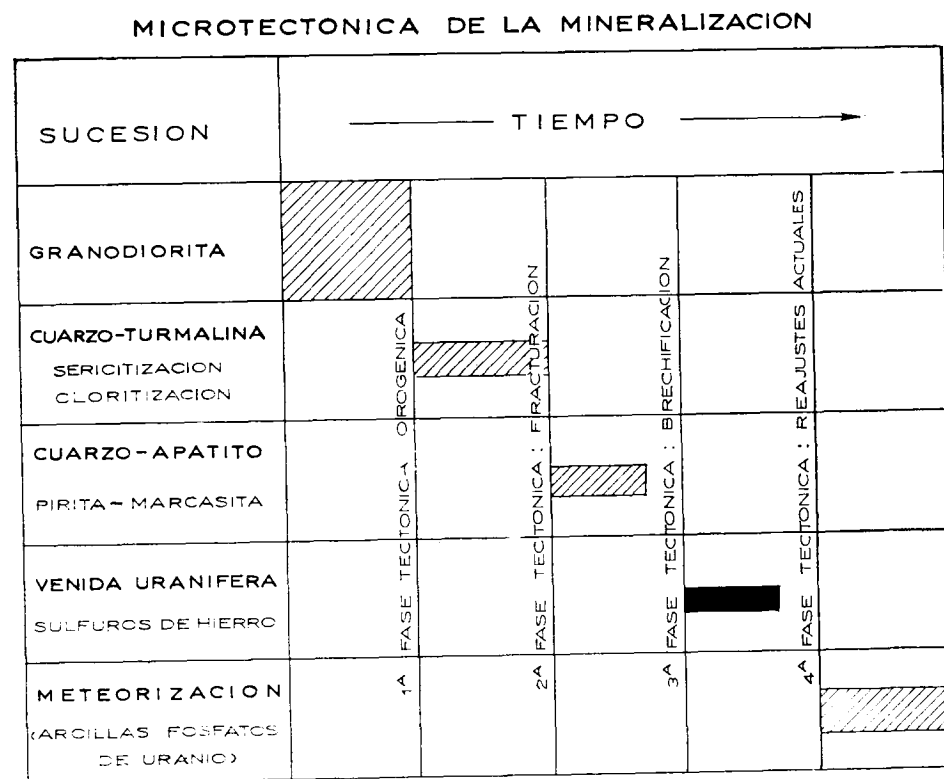 MICROTECTONICA DE LA MINERALIZACION
SUCESION
TIEMPO
GRANODIORITA
CUARZO-TURMALINA
SERICITIZACION
CLORITIZACION
CUARZO-APATITO
PIRITA-MARCASITA
VENIDA URANIFERA
SULFUROS DE HIERRO
METEORIZACION
(ARCILLAS FOSFATOS
DE URANIO)
1ª FASE TECTONICA OROGENICA
2ª FASE TECTONICA: FRACTURACION
3ª FASE TECTONICA: BRECHIFICACION
4ª FASE TECTONICA: REAJUSTES ACTUALES